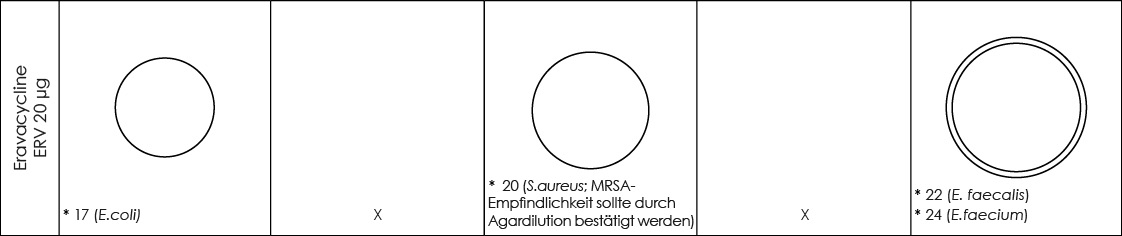 Eravacycline
ERV 20 µg
* 17 (E.coli)
X
* 20 (S.aureus; MRSA-
Empfindlichkeit sollte durch
Agardilution bestätigt werden)
X
* 22 (E. faecalis)
* 24 (E.faecium)